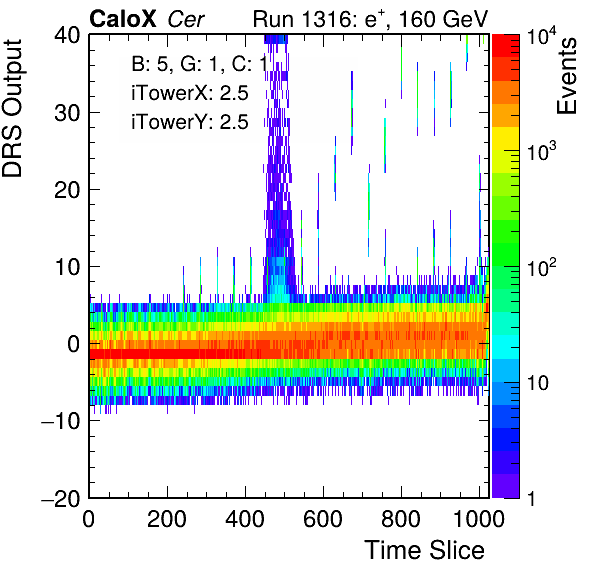 CaloX Cer Run 1316: e⁺, 160 GeV
DRS Output
Events
B: 5, G: 1, C: 1
iTowerX: 2.5
iTowerY: 2.5
40
30
20
10
0
−10
−20
0 200 400 600 800 1000
Time Slice
10⁴
10³
10²
10
1